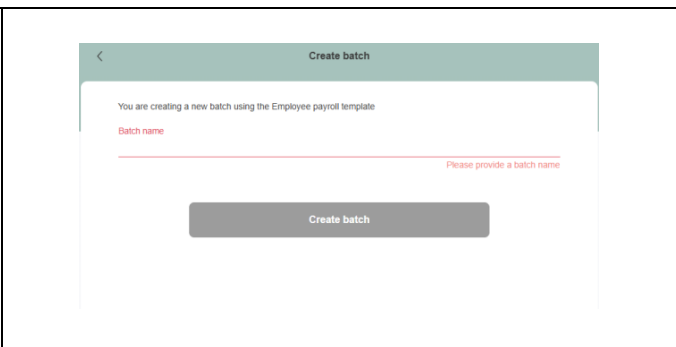 Create batch
You are creating a new batch using the Employee payroll template
Batch name
Please provide a batch name
Create batch